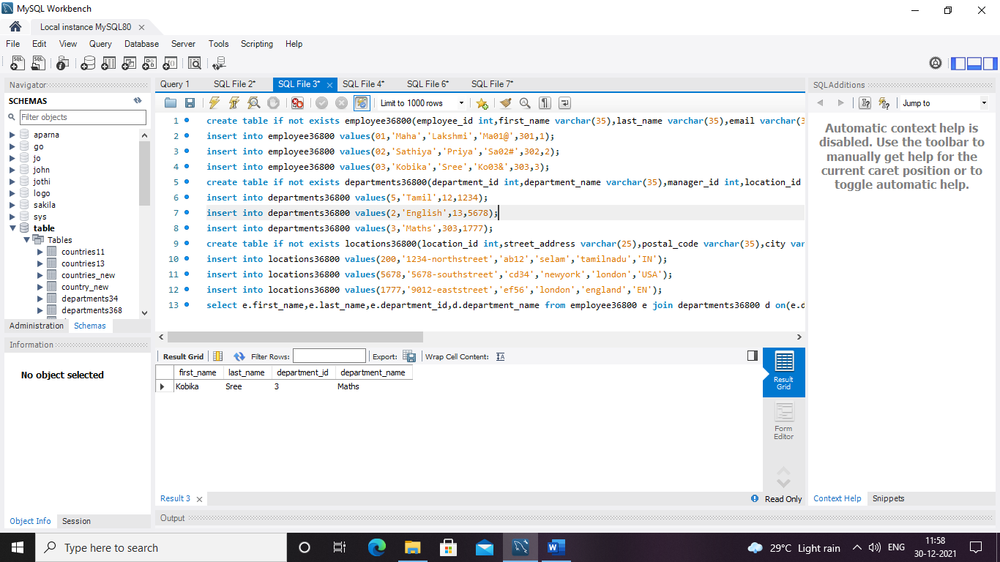 MySQL Workbench
Local instance MySQL80
File Edit View Query Database Server Tools Scripting Help
Navigator
SCHEMAS
Filter objects
aparna
go
jo
john
jothi
logo
sakila
sys
table
Tables
countries11
countries13
countries_new
country_new
departments34
departments368
Administration Schemas
Information
No object selected
Object Info Session
Query 1 SQL File 2* SQL File 3* SQL File 4* SQL File 6* SQL File 7*
Limit to 1000 rows
1 create table if not exists employee36800(employee_id int,first_name varchar(35),last_name varchar(35),email varchar(3
2 insert into employee36800 values(01,'Maha','Lakshmi','Ma01@',301,1);
3 insert into employee36800 values(02,'Sathiya','Priya','Sa02#',302,2);
4 insert into employee36800 values(03,'Kobika','Sree','Ko03&',303,3);
5 create table if not exists departments36800(department_id int,department_name varchar(35),manager_id int,location_id
6 insert into departments36800 values(5,'Tamil',12,1234);
7 insert into departments36800 values(2,'English',13,5678);
8 insert into departments36800 values(3,'Maths',303,1777);
9 create table if not exists locations36800(location_id int,street_address varchar(25),postal_code varchar(35),city var
10 insert into locations36800 values(200,'1234-northstreet','ab12','selam','tamilnadu','IN');
11 insert into locations36800 values(5678,'5678-southstreet','cd34','newyork','london','USA');
12 insert into locations36800 values(1777,'9012-eaststreet','ef56','london','england','EN');
13 select e.first_name,e.last_name,e.department_id,d.department_name from employee36800 e join departments36800 d on(e.d
Result Grid Filter Rows: Export: Wrap Cell Content:
first_name last_name department_id department_name
Kobika Sree 3 Maths
Result Grid
Form Editor
Result 3
Read Only
Output
SQLAdditions
Jump to
Automatic context help is
disabled. Use the toolbar to
manually get help for the
current caret position or to
toggle automatic help.
Context Help Snippets
Type here to search
29°C Light rain
ENG
11:58
30-12-2021